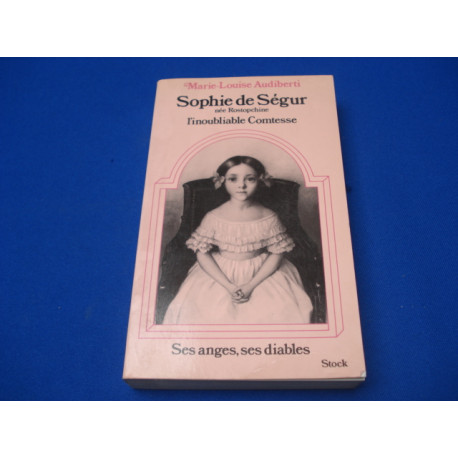 Marie-Louise Audiberti
Sophie de Ségur
née Rostopchine
l'inoubliable Comtesse
Ses anges, ses diables
Stock